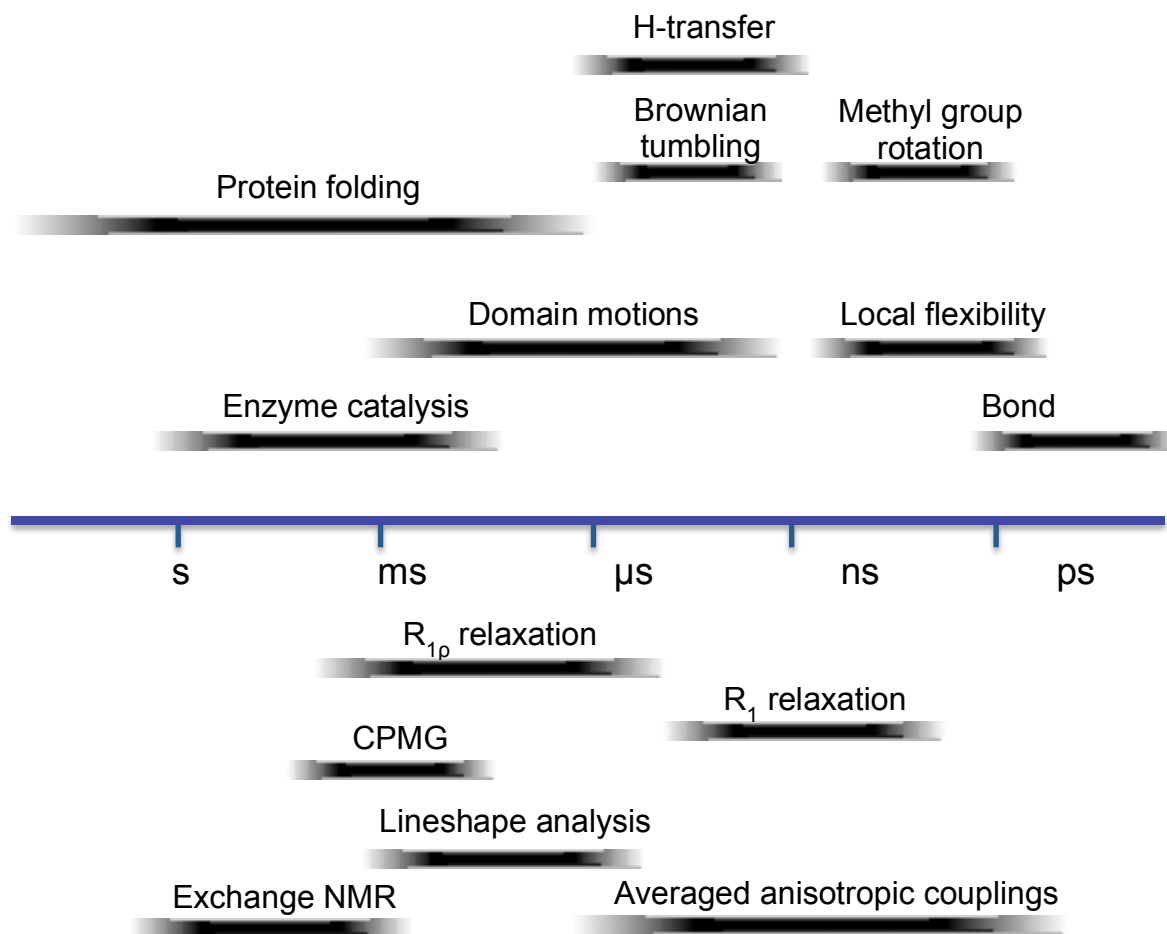 H-transfer
Brownian
tumbling
Methyl group
rotation
Protein folding
Domain motions
Local flexibility
Enzyme catalysis
Bond
s
ms
μs
ns
ps
R1ρ relaxation
R1 relaxation
CPMG
Lineshape analysis
Exchange NMR
Averaged anisotropic couplings